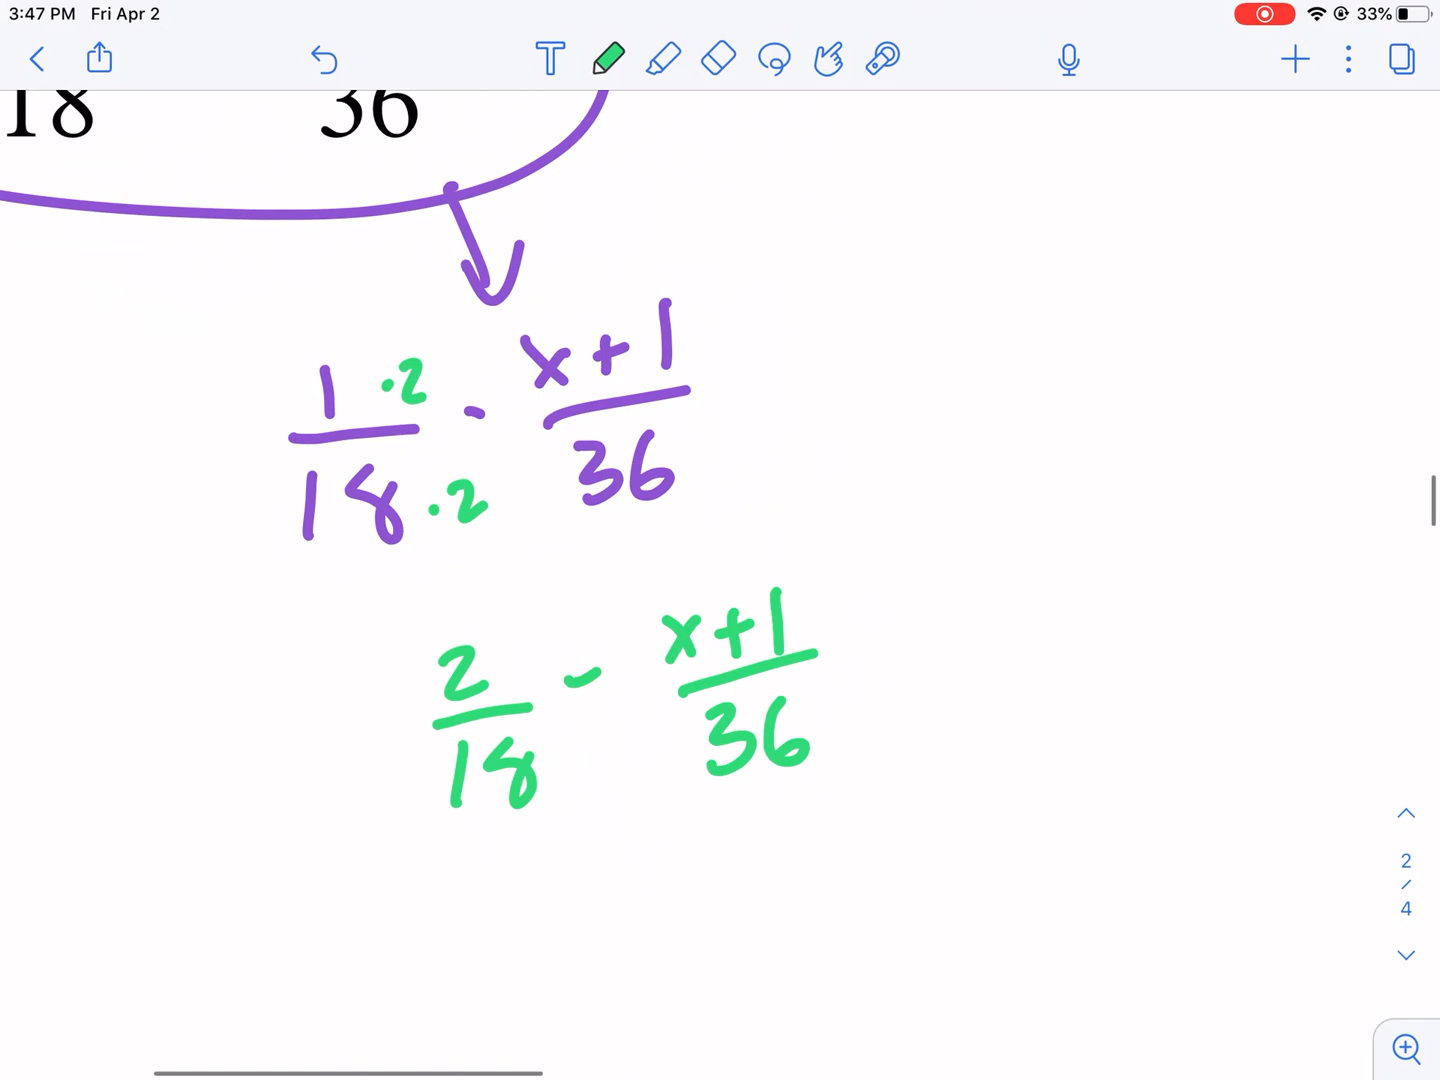 3:47 PM Fri Apr 2 33%
T
18 36
1 ·2 - x+1
18 ·2 36
2 - x+1
18 36
2
/
4